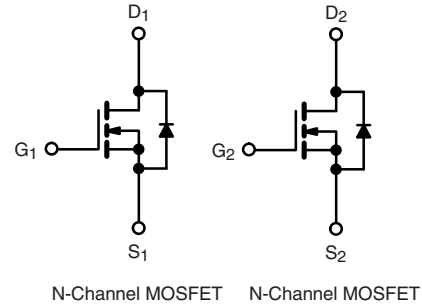 D1 D2
G1 G2
S1 S2
N-Channel MOSFET N-Channel MOSFET